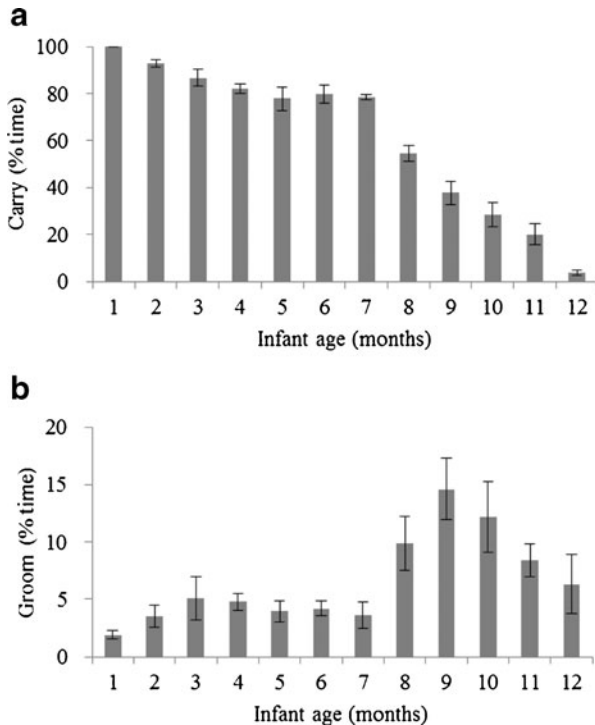 a
100
80
60
40
20
0
Carry (% time)
1 2 3 4 5 6 7 8 9 10 11 12
Infant age (months)
b
20
15
10
5
0
Groom (% time)
1 2 3 4 5 6 7 8 9 10 11 12
Infant age (months)